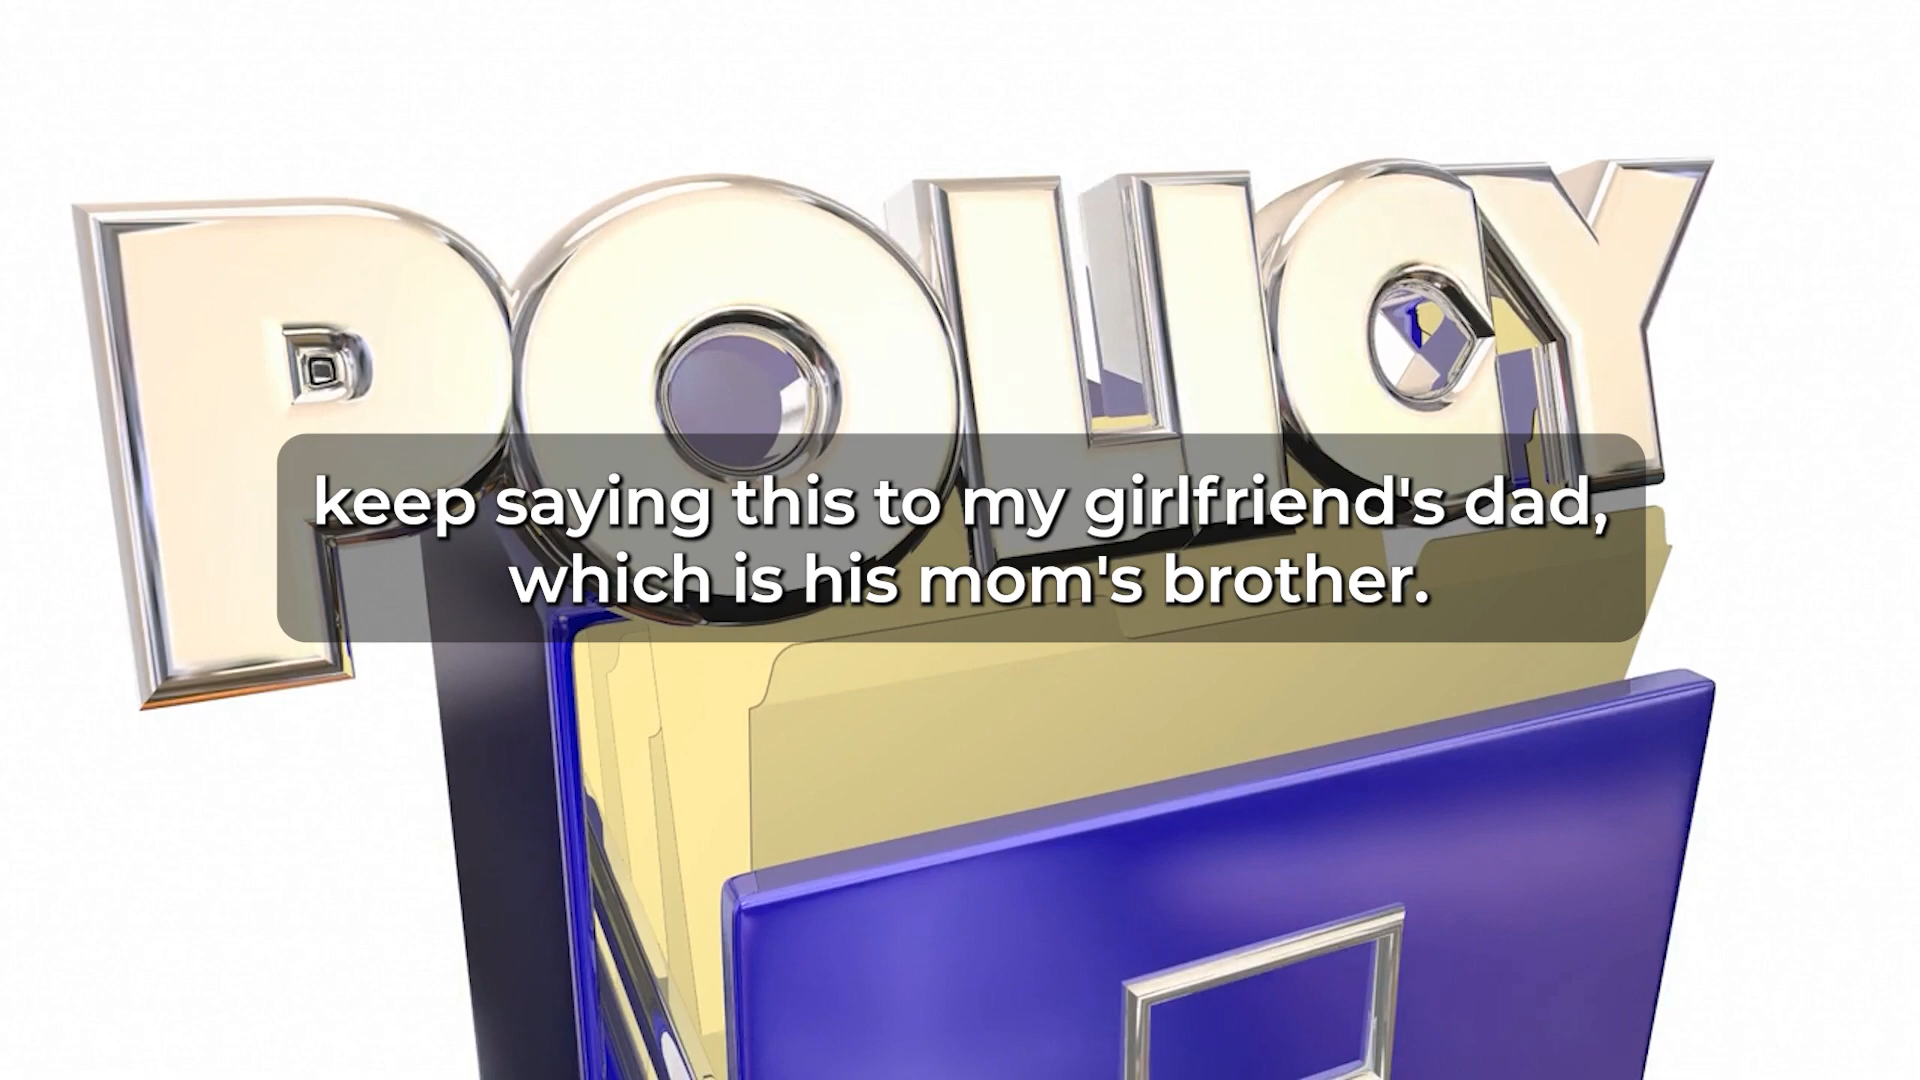 POLICY
keep saying this to my girlfriend's dad,
which is his mom's brother.